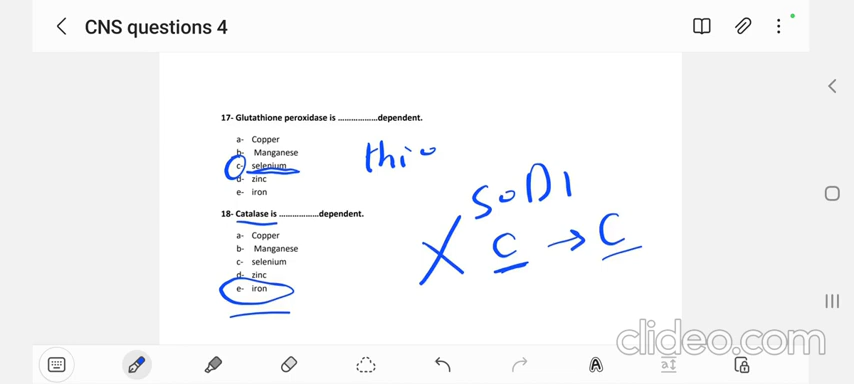 CNS questions 4
17- Glutathione peroxidase is ..................dependent.
a- Copper
b- Manganese
c- selenium
d- zinc
e- iron
thio
SOD1
X C → C
18- Catalase is ..................dependent.
a- Copper
b- Manganese
c- selenium
d- zinc
e- iron
clideo.com